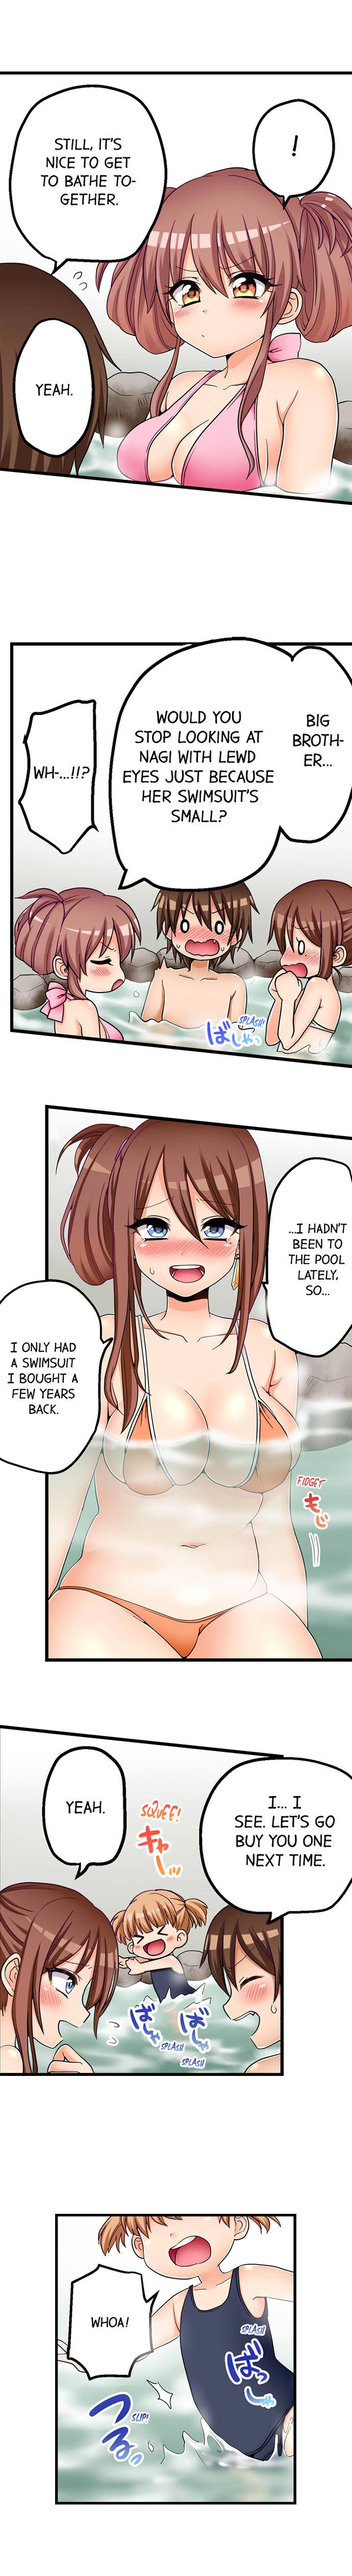 !
STILL, IT'S
NICE TO GET
TO BATHE TO-
GETHER.
YEAH.
BIG
BROTH-
ER...
WOULD YOU
STOP LOOKING AT
NAGI WITH LEWD
EYES JUST BECAUSE
HER SWIMSUIT'S
SMALL?
WH-...!!?
SPLASH!
ばしゃっ
...I HADN'T
BEEN TO
THE POOL
LATELY,
SO...
I ONLY HAD
A SWIMSUIT
I BOUGHT A
FEW YEARS
BACK.
FIDGET
もじ
I... I
SEE. LET'S GO
BUY YOU ONE
NEXT TIME.
YEAH.
SQUEE!
キャーッ
ばしゃ
SPLASH
ばしゃ
SPLASH
WHOA!
SPLASH!
ばっしゃ
つるっ
SLIP!